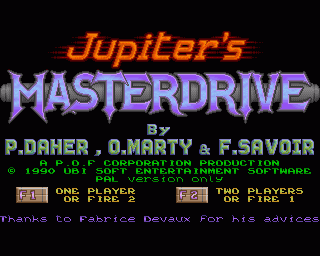 Jupiter's
MASTERDRIVE
By
P.DAHER, O.MARTY & F.SAVOIR
A P.O.F CORPORATION PRODUCTION
© 1990 UBI SOFT ENTERTAINMENT SOFTWARE
PAL version only
F1 ONE PLAYER OR FIRE 2
F2 TWO PLAYERS OR FIRE 1
Thanks to Fabrice Devaux for his advices